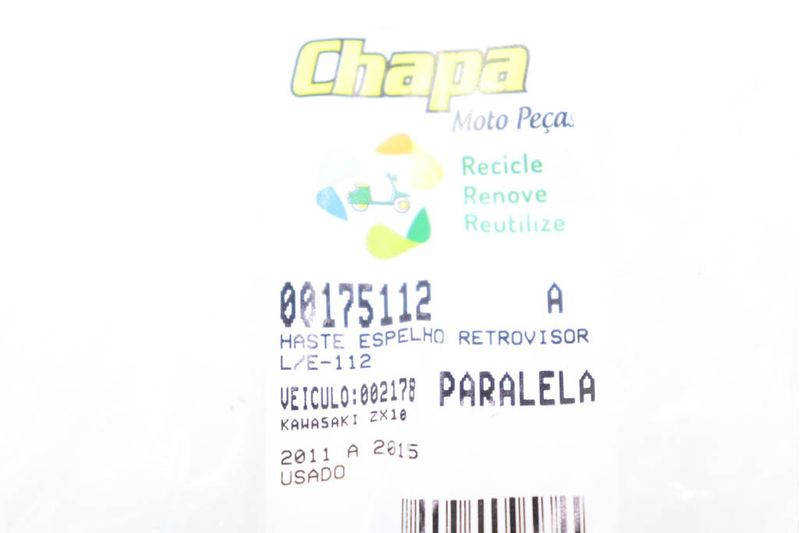 Chapa
Moto Peças
Recicle
Renove
Reutilize
00175112 A
HASTE ESPELHO RETROVISOR
L/E-112
VEICULO:002178 PARALELA
KAWASAKI ZX10
2011 A 2015
USADO